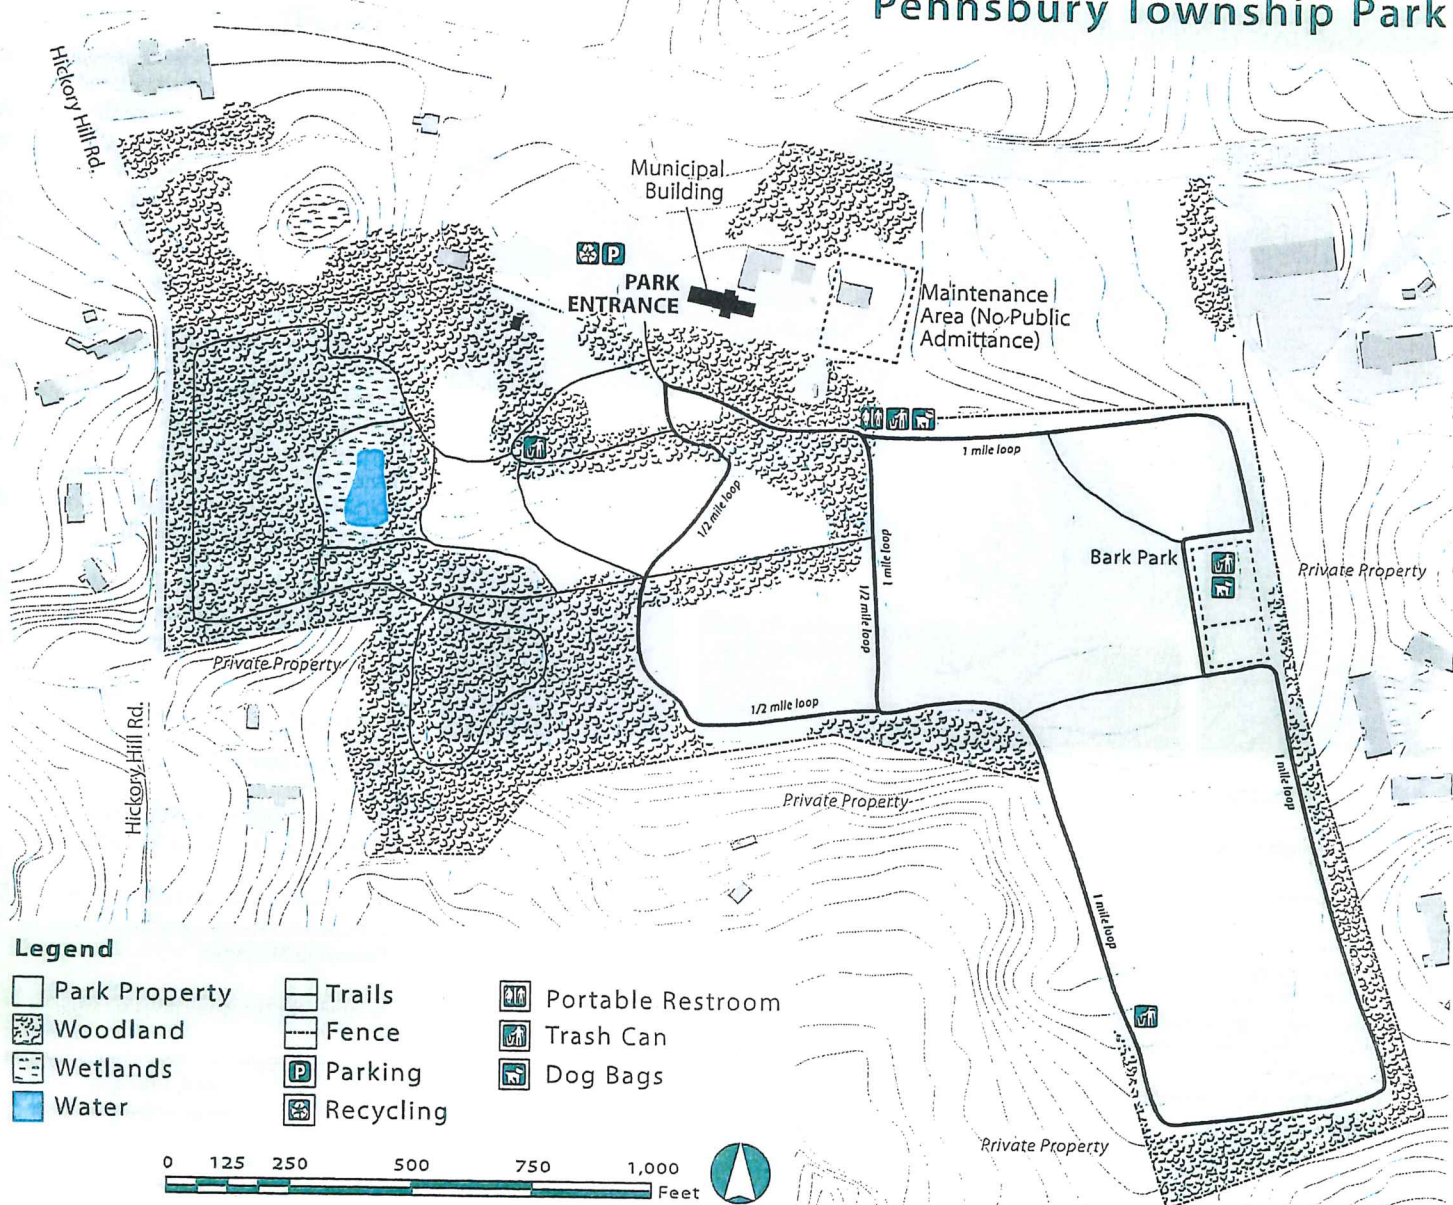 Pennsbury Township Park
Hickory Hill Rd.
Municipal
Building
PARK
ENTRANCE
Maintenance
Area (No Public
Admittance)
1 mile loop
1/2 mile loop
1 mile loop
1/2 mile loop
Bark Park
Private Property
Private Property
1/2 mile loop
Hickory Hill Rd.
1 mile loop
Private Property
1 mile loop
Private Property
Legend
Park Property
Woodland
Wetlands
Water
Trails
Fence
P Parking
Recycling
Portable Restroom
Trash Can
Dog Bags
P
0 125 250 500 750 1,000
Feet